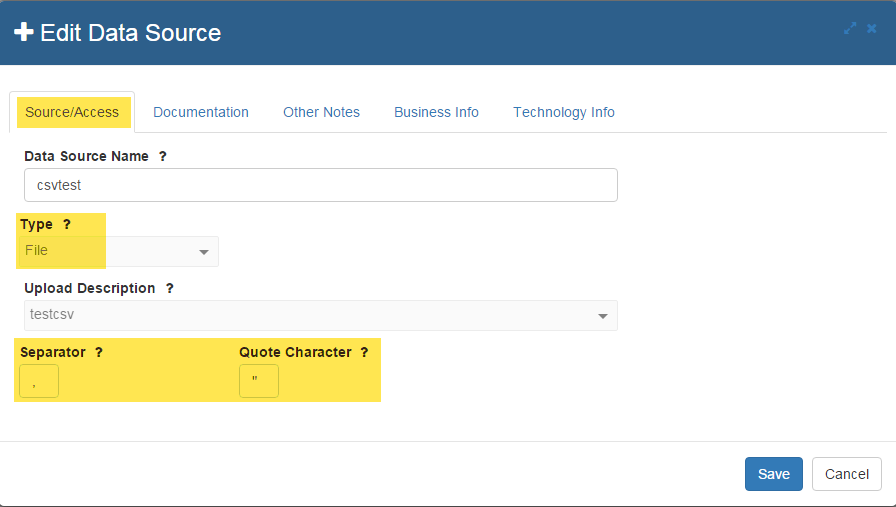 Edit Data Source
Source/Access Documentation Other Notes Business Info Technology Info
Data Source Name ?
csvtest
Type ?
File
Upload Description ?
testcsv
Separator ? Quote Character ?
, "
Save Cancel